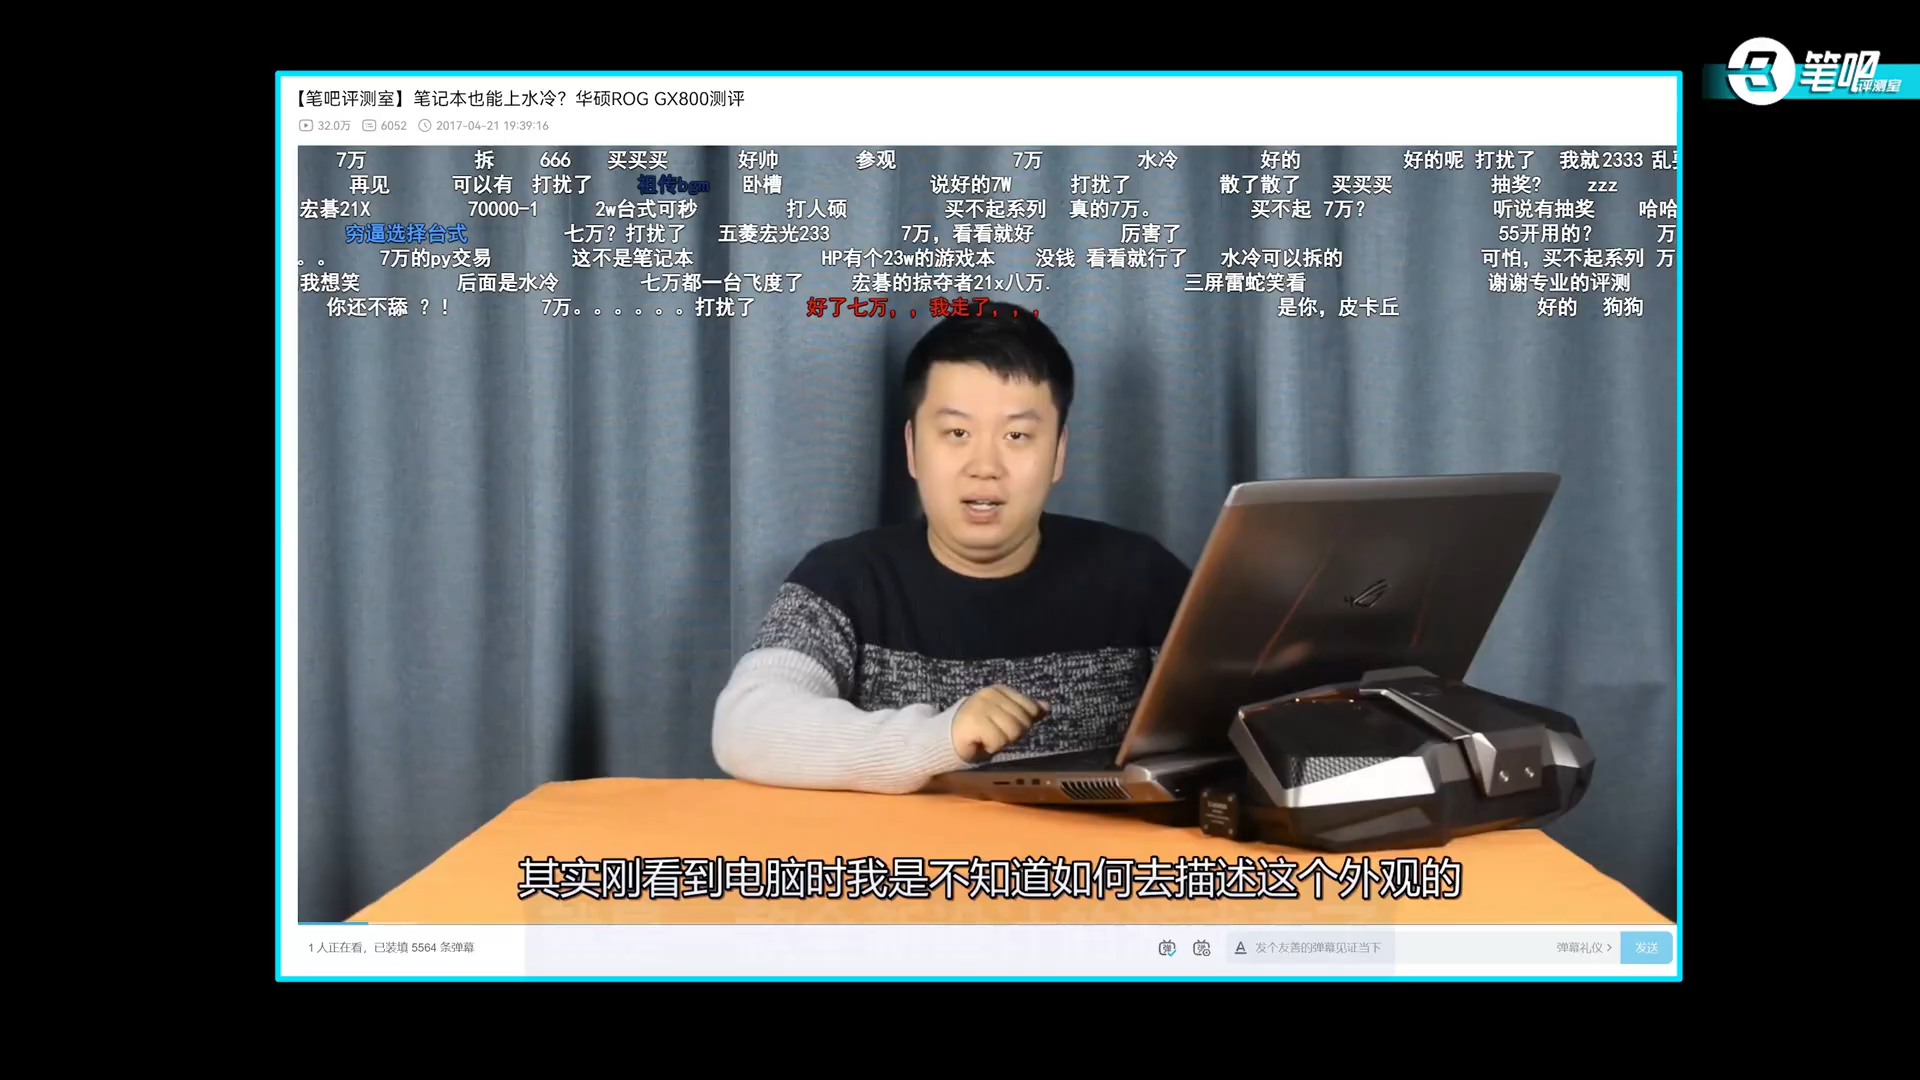 笔吧评测室
【笔吧评测室】笔记本也能上水冷？华硕ROG GX800测评
32.0万 6052 2017-04-21 19:39:16
7万 拆 666 买买买 好帅 参观 7万 水冷 好的 好的呢 打扰了 我就2333
再见 可以有 打扰了 祖传bgm 卧槽 说好的7W 打扰了 散了散了 买买买 抽奖? zzz
宏碁21X 70000-1 2w台式可秒 打人硕 买不起系列 真的7万。 买不起 7万？ 听说有抽奖 哈哈
穷逼选择台式 七万？打扰了 五菱宏光233 7万，看看就好 厉害了 55开用的？ 万
。。 7万的py交易 这不是笔记本 HP有个23w的游戏本 没钱 看看就行了 水冷可以拆的 可怕，买不起系列 万
我想笑 后面是水冷 七万都一台飞度了 宏碁的掠夺者21x八万. 三屏雷蛇笑看 谢谢专业的评测
你还不舔 ？！ 7万。。。。。。打扰了 好了七万，，我走了，，， 是你，皮卡丘 好的 狗狗
其实刚看到电脑时我是不知道如何去描述这个外观的
1 人正在看，已装填 5564 条弹幕 发个友善的弹幕见证当下 弹幕礼仪 > 发送